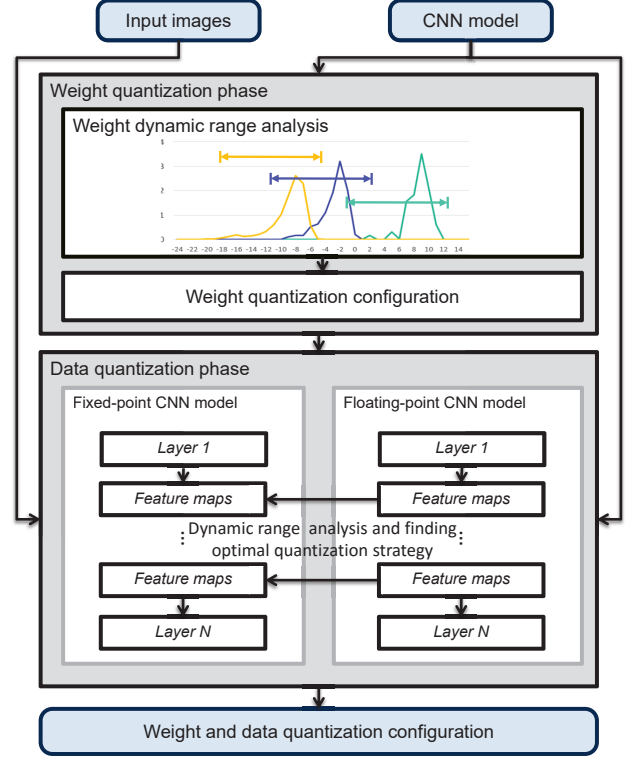 Input images
CNN model
Weight quantization phase
Weight dynamic range analysis
4
3
2
1
0
-24 -22 -20 -18 -16 -14 -12 -10 -8 -6 -4 -2 0 2 4 6 8 10 12 14
Weight quantization configuration
Data quantization phase
Fixed-point CNN model
Floating-point CNN model
Layer 1
Layer 1
Feature maps
Feature maps
⋮ Dynamic range analysis and finding ⋮
optimal quantization strategy
Feature maps
Feature maps
Layer N
Layer N
Weight and data quantization configuration